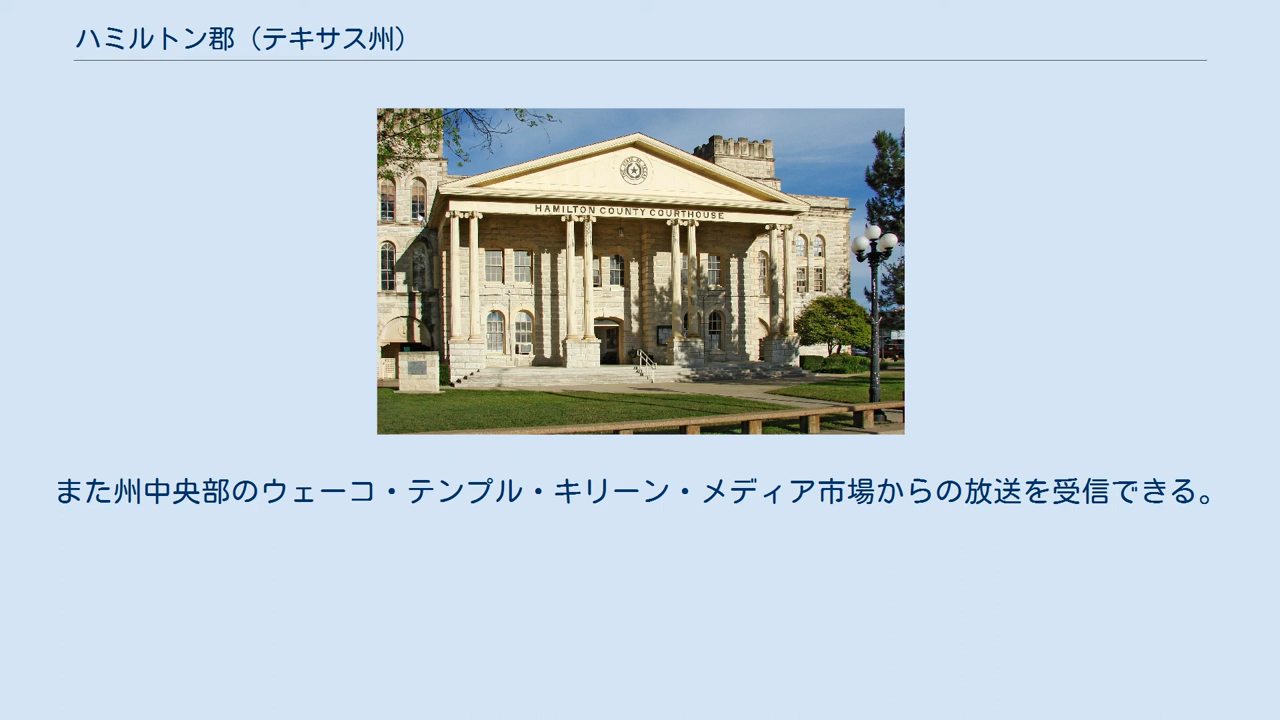 ハミルトン郡（テキサス州）
HAMILTON COUNTY COURTHOUSE
また州中央部のウェーコ・テンプル・キリーン・メディア市場からの放送を受信できる。